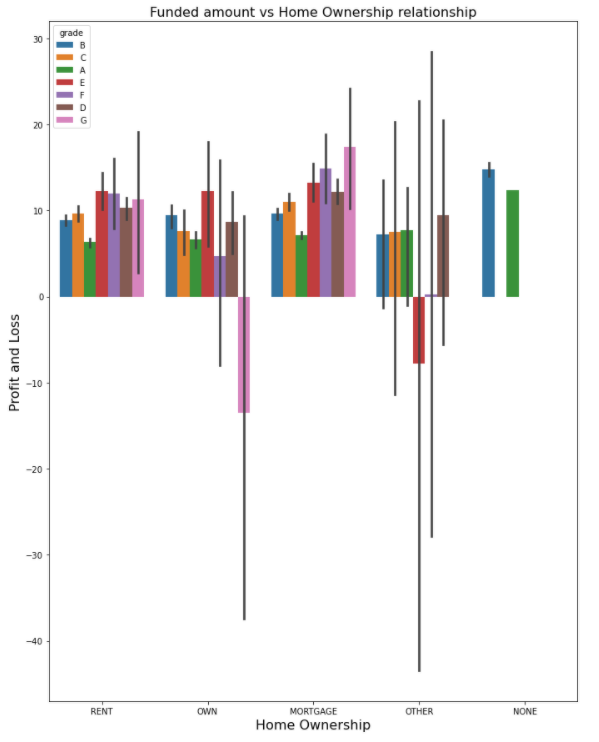 Funded amount vs Home Ownership relationship
grade
B
C
A
E
F
D
G
30
20
10
0
−10
−20
−30
−40
Profit and Loss
RENT OWN MORTGAGE OTHER NONE
Home Ownership